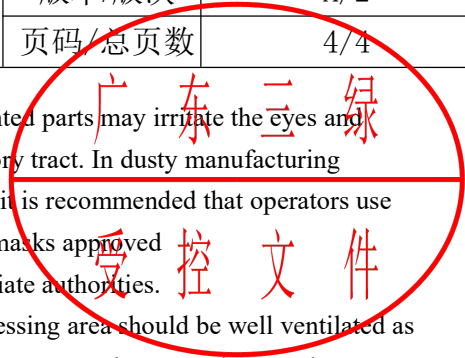 页码/总页数 4/4
广东三绿
nted parts may irritate the eyes and
ry tract. In dusty manufacturing
it is recommended that operators use
masks approved
受控文件
iate authorities.
essing area should be well ventilated as